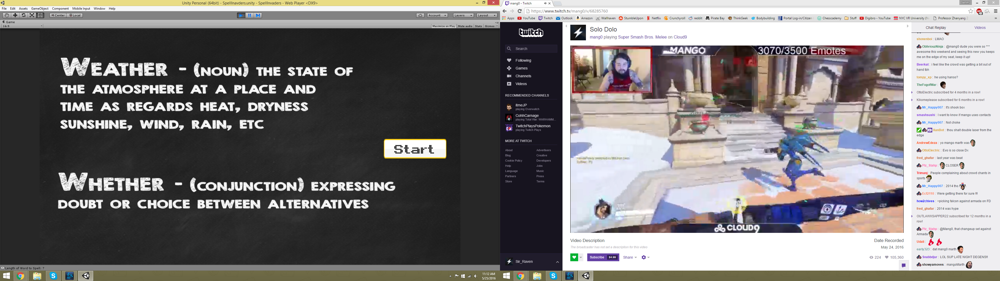 Unity Personal (64bit) - SpellInavders.unity - SpellInvaders - Web Player <DX9>
File Edit Assets GameObject Component Mobile Input Window Help
Center Local
Account Layers Layout
Game
16:9
Maximize on Play Mute audio Stats Gizmos
Weather - (noun) the state of
the atmosphere at a place and
time as regards heat, dryness
sunshine, wind, rain, etc
Start
Whether - (conjunction) expressing
doubt or choice between alternatives
Length of Word to Spell: 7
11:12 AM
5/25/2016
mang0 - Twitch
James
https://www.twitch.tv/mang0/v/68285760
Apps YouTube Twitch Outlook Amazon Wallhaven StumbleUpon Netflix Crunchyroll reddit Pirate Bay ThinkGeek Bodybuilding Portal Log-in/Citizen Chesscademy Stuff Digibro - YouTube NYC VR University (N Professor Zhanyang Z
twitch
Search
Following
Games
Channels
Videos
RECOMMENDED CHANNELS
itmeJP
playing Overwatch
CohhCarnage
playing Total War: WARHAMM...
TwitchPlaysPokemon
playing Twitch Plays
MORE AT TWITCH
About Advertisers
Blog Creative
Cookie Policy Developers
Help Jobs
Language Music
Partners Press
Store Terms
Sir_Raven
Solo Dolo
mang0 playing Super Smash Bros. Melee on Cloud9
MANGO 3070/3500 Emotes
CLOUD9
Video Description
The broadcaster has not set a description for this video
Date Recorded
May 24, 2016
Subscribe $4.99 Share
224 105,360
Chat Replay Videos
shonenboi : LMAO
ObliviouzNinja : @mang0 dude you were so ***
awesome this weekend and seeing this new you keeps
me on the edge of my seat, keep it up!
Beerkat : i feel like the crowd was getting a bit out of
hand tbh
tompy_xp : he using hanso?
TheFogofWar :
OttoElectric subscribed for 4 months in a row!
Kikomeplease subscribed for 6 months in a row!
Mr_Happy007 : It's shook box
smashsushi : I want to know if mango uses contacts
Mr_Happy007 : Not choke
XanBot : thou shalt double laser from the
edge
AndrewEdeza : yo mango marth was
OttoElectric : Evo is so close Dx
fred_ghafar : last year was beat
Plz_Stahp : CLOSER
Trimanj : People complaining about crowd chants in
sports
Mr_Happy007 : 2014 tho
Ecf2110 : Were getting there for sure !!!
how2chives : >picking falcon against armada on FD
fred_ghafar : 2014 was hype
OUTLAWXSAPPER22 subscribed for 12 months in a
row!
Plz_Stahp : @Mang0, that changeup set against
Armada
Udali :
early323 : dat mang0 marth
Snabbdjur : LOL SUP LATE NIGHT DEGENS!!
showyamoves : mangoMarth